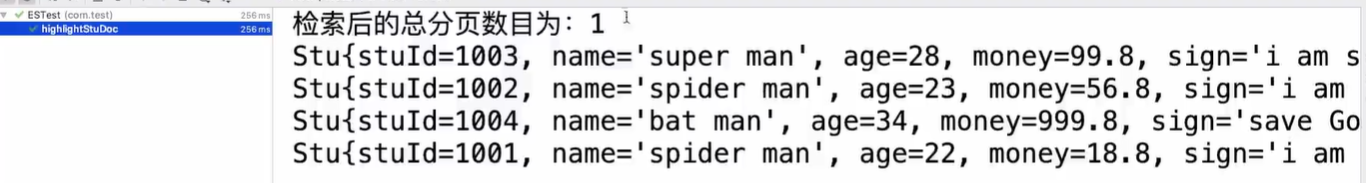 ESTest (com.test) 256 ms
highlightStuDoc 256 ms
检索后的总分页数目为：1
Stu{stuId=1003, name='super man', age=28, money=99.8, sign='i am s
Stu{stuId=1002, name='spider man', age=23, money=56.8, sign='i am
Stu{stuId=1004, name='bat man', age=34, money=999.8, sign='save Go
Stu{stuId=1001, name='spider man', age=22, money=18.8, sign='i am